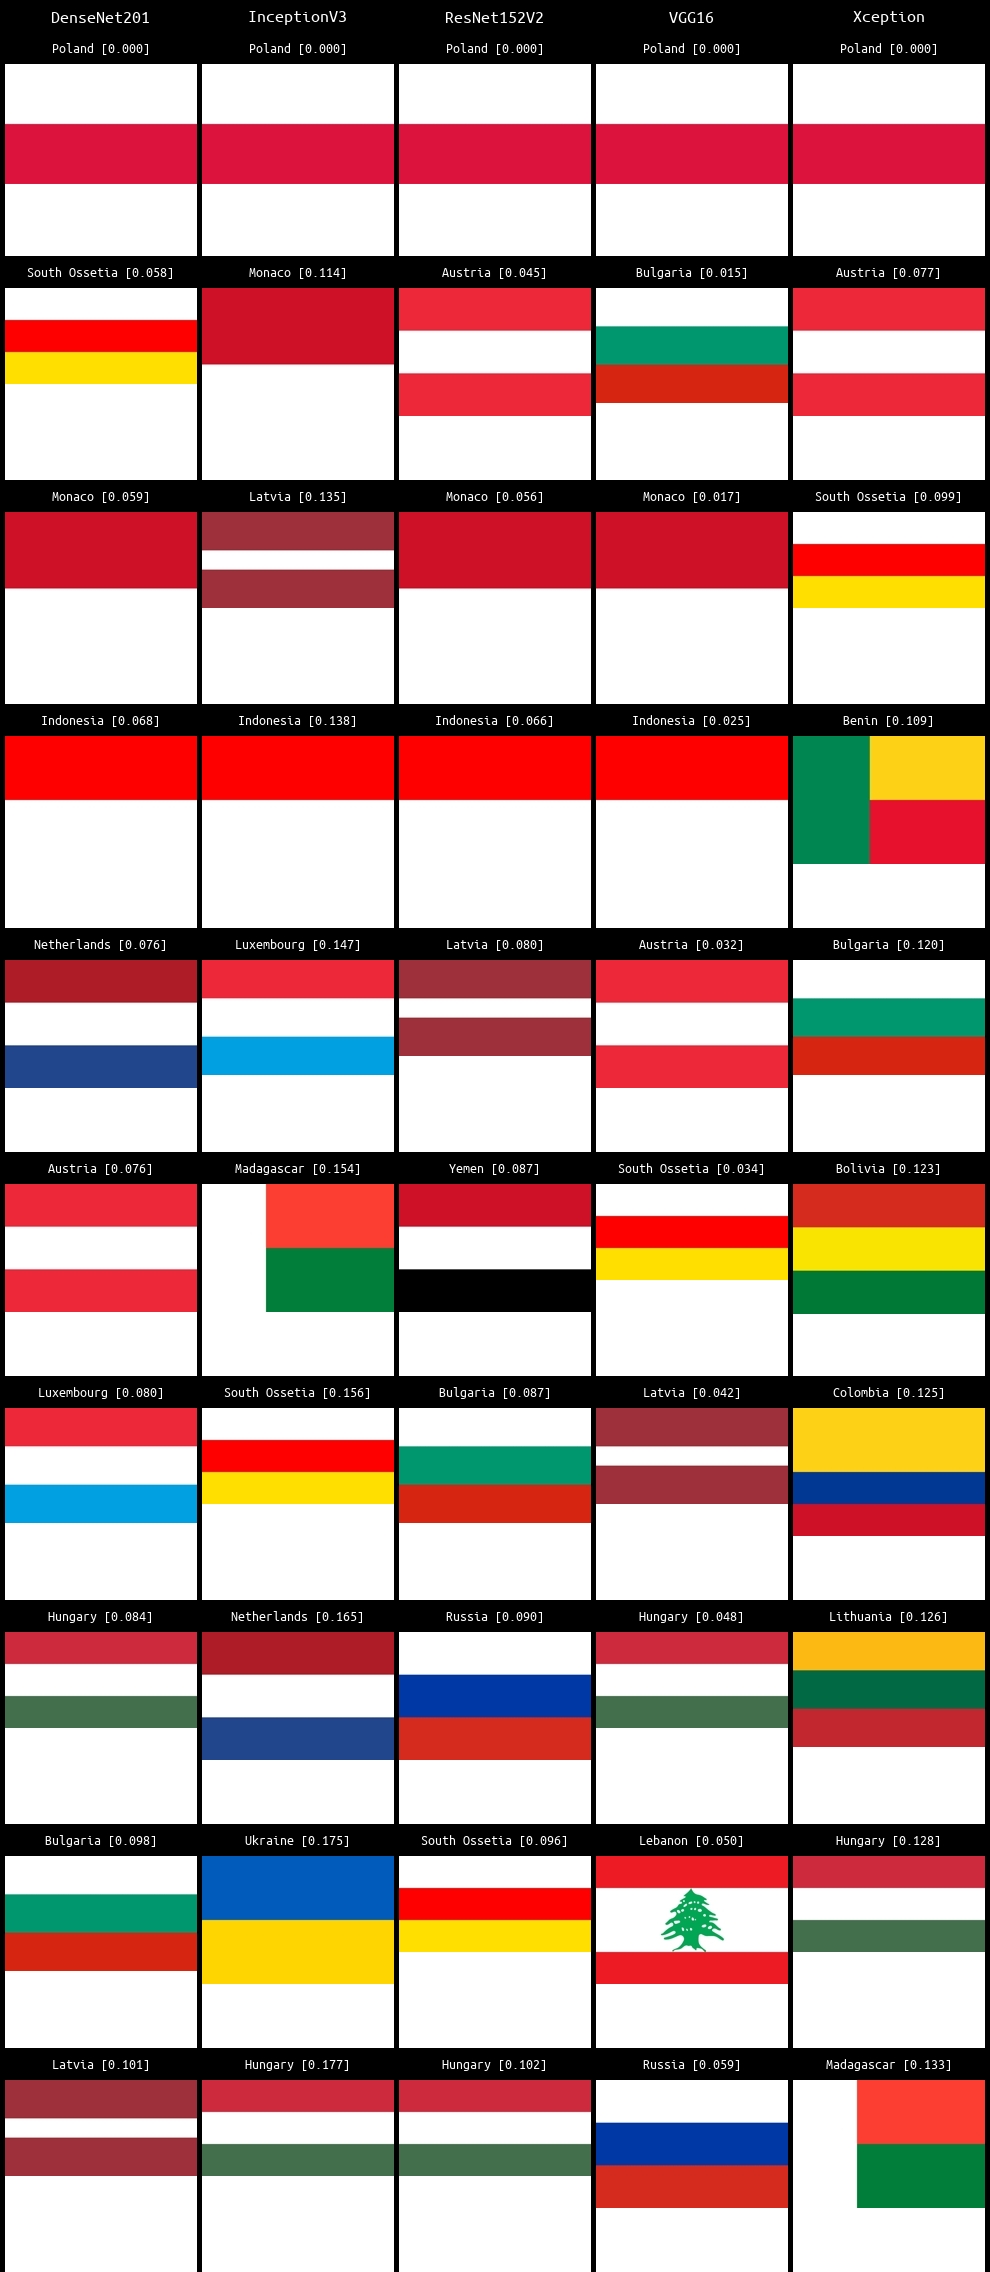 DenseNet201 InceptionV3 ResNet152V2 VGG16 Xception
Poland [0.000] Poland [0.000] Poland [0.000] Poland [0.000] Poland [0.000]
South Ossetia [0.058] Monaco [0.114] Austria [0.045] Bulgaria [0.015] Austria [0.077]
Monaco [0.059] Latvia [0.135] Monaco [0.056] Monaco [0.017] South Ossetia [0.099]
Indonesia [0.068] Indonesia [0.138] Indonesia [0.066] Indonesia [0.025] Benin [0.109]
Netherlands [0.076] Luxembourg [0.147] Latvia [0.080] Austria [0.032] Bulgaria [0.120]
Austria [0.076] Madagascar [0.154] Yemen [0.087] South Ossetia [0.034] Bolivia [0.123]
Luxembourg [0.080] South Ossetia [0.156] Bulgaria [0.087] Latvia [0.042] Colombia [0.125]
Hungary [0.084] Netherlands [0.165] Russia [0.090] Hungary [0.048] Lithuania [0.126]
Bulgaria [0.098] Ukraine [0.175] South Ossetia [0.096] Lebanon [0.050] Hungary [0.128]
Latvia [0.101] Hungary [0.177] Hungary [0.102] Russia [0.059] Madagascar [0.133]